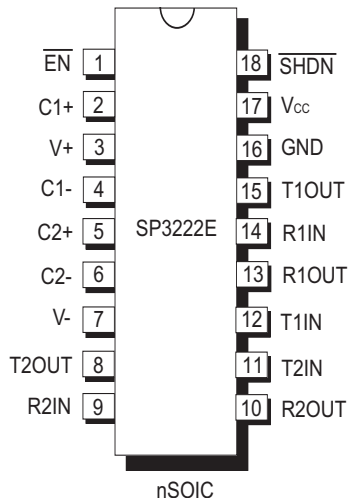 EN 1 18 SHDN
C1+ 2 17 Vcc
V+ 3 16 GND
C1- 4 15 T1OUT
C2+ 5 SP3222E 14 R1IN
C2- 6 13 R1OUT
V- 7 12 T1IN
T2OUT 8 11 T2IN
R2IN 9 10 R2OUT
nSOIC